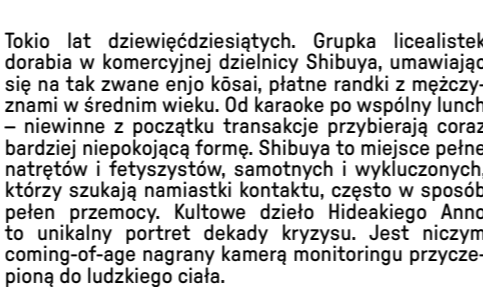 Tokio lat dziewięćdziesiątych. Grupka licealistek
dorabia w komercyjnej dzielnicy Shibuya, umawiając
się na tak zwane enjo kōsai, płatne randki z mężczy-
znami w średnim wieku. Od karaoke po wspólny lunch
– niewinne z początku transakcje przybierają coraz
bardziej niepokojącą formę. Shibuya to miejsce pełne
natrętów i fetyszystów, samotnych i wykluczonych,
którzy szukają namiastki kontaktu, często w sposób
pełen przemocy. Kultowe dzieło Hideakiego Anno
to unikalny portret dekady kryzysu. Jest niczym
coming-of-age nagrany kamerą monitoringu przycze-
pioną do ludzkiego ciała.